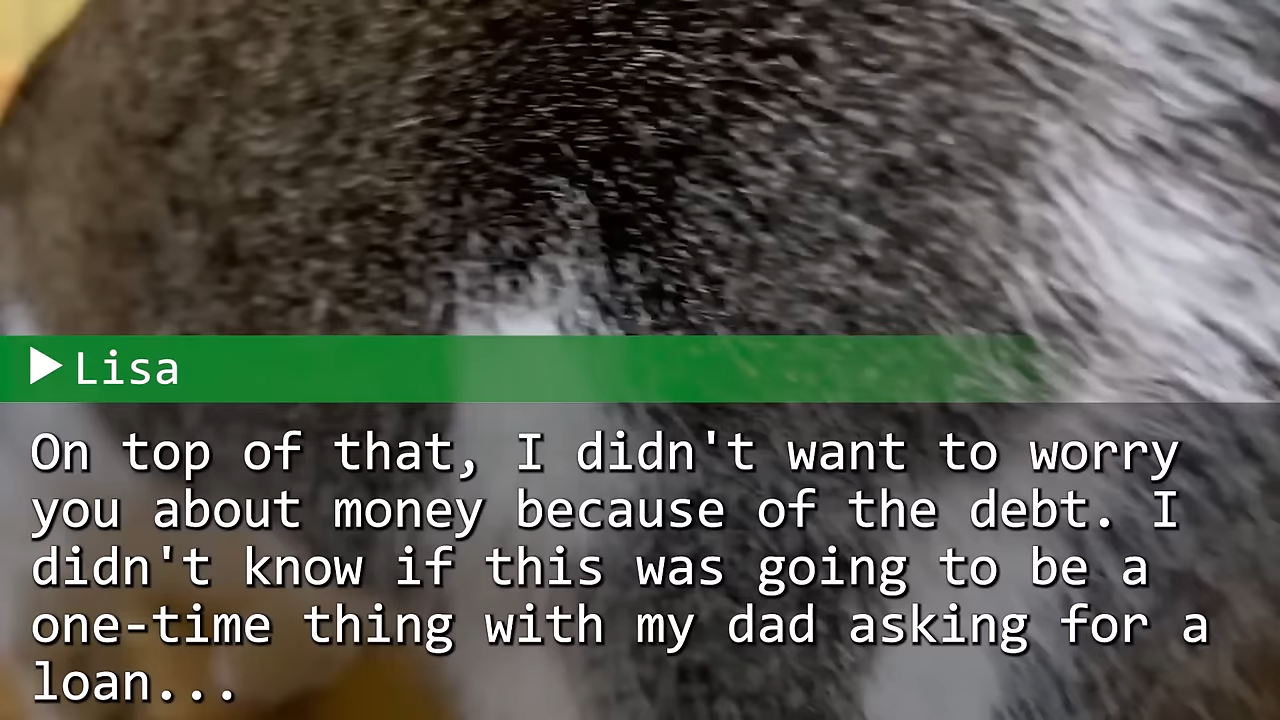 Lisa
On top of that, I didn't want to worry
you about money because of the debt. I
didn't know if this was going to be a
one-time thing with my dad asking for a
loan...